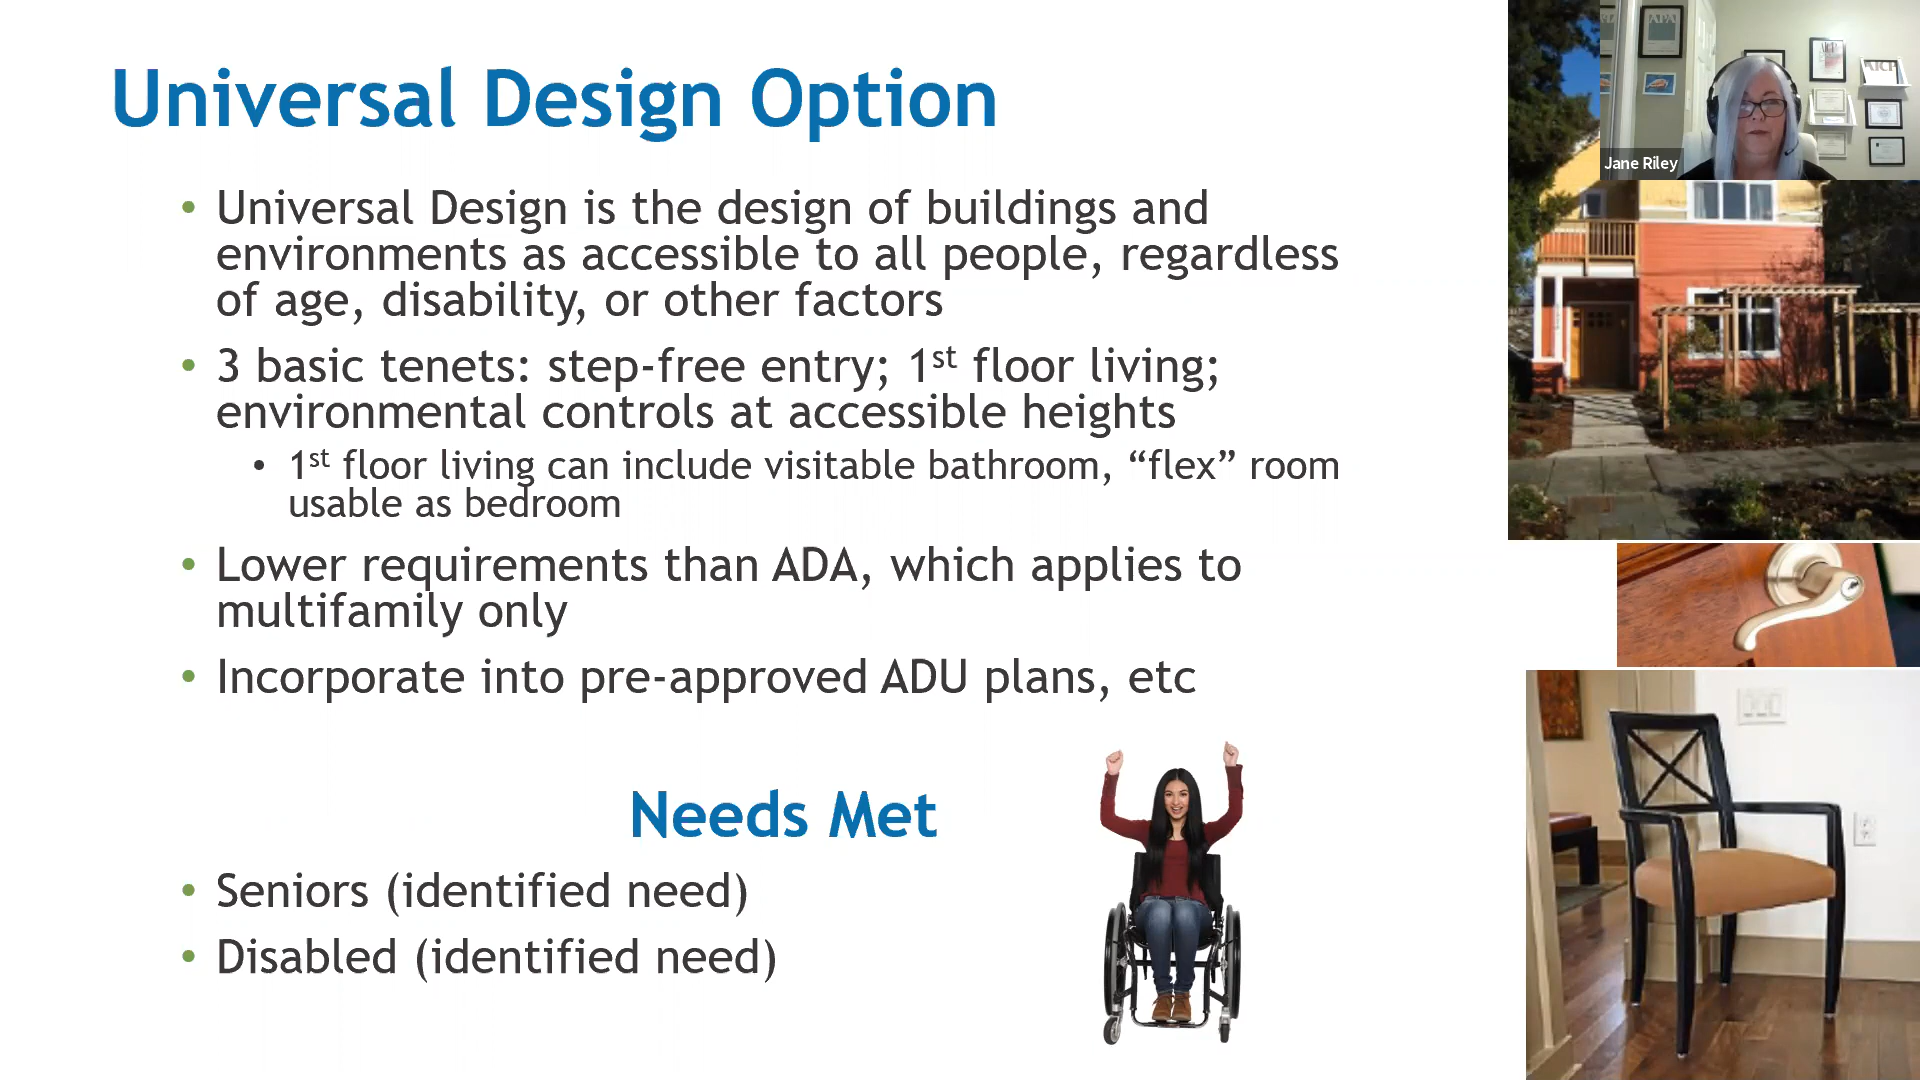 Universal Design Option
• Universal Design is the design of buildings and
environments as accessible to all people, regardless
of age, disability, or other factors
• 3 basic tenets: step-free entry; 1st floor living;
environmental controls at accessible heights
• 1st floor living can include visitable bathroom, “flex” room
usable as bedroom
• Lower requirements than ADA, which applies to
multifamily only
• Incorporate into pre-approved ADU plans, etc
Needs Met
• Seniors (identified need)
• Disabled (identified need)
APA
AICP
Jane Riley